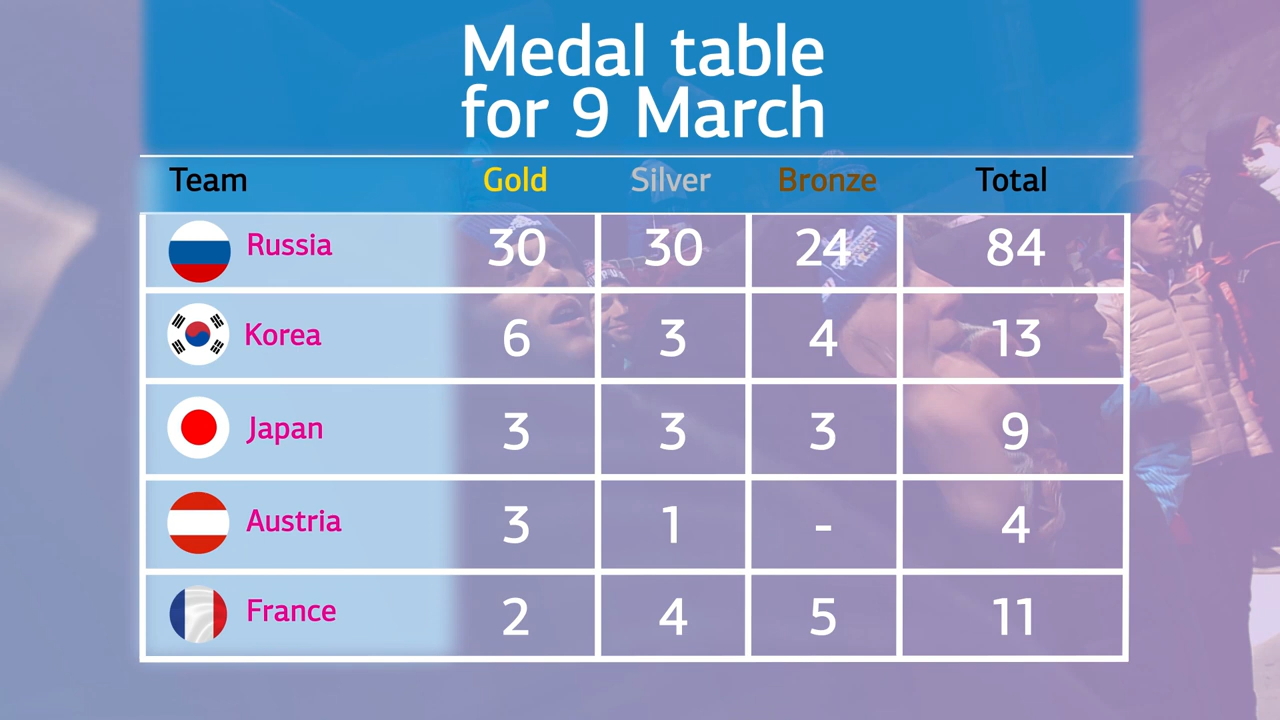 Medal table
for 9 March
Team Gold Silver Bronze Total
Russia 30 30 24 84
Korea 6 3 4 13
Japan 3 3 3 9
Austria 3 1 - 4
France 2 4 5 11